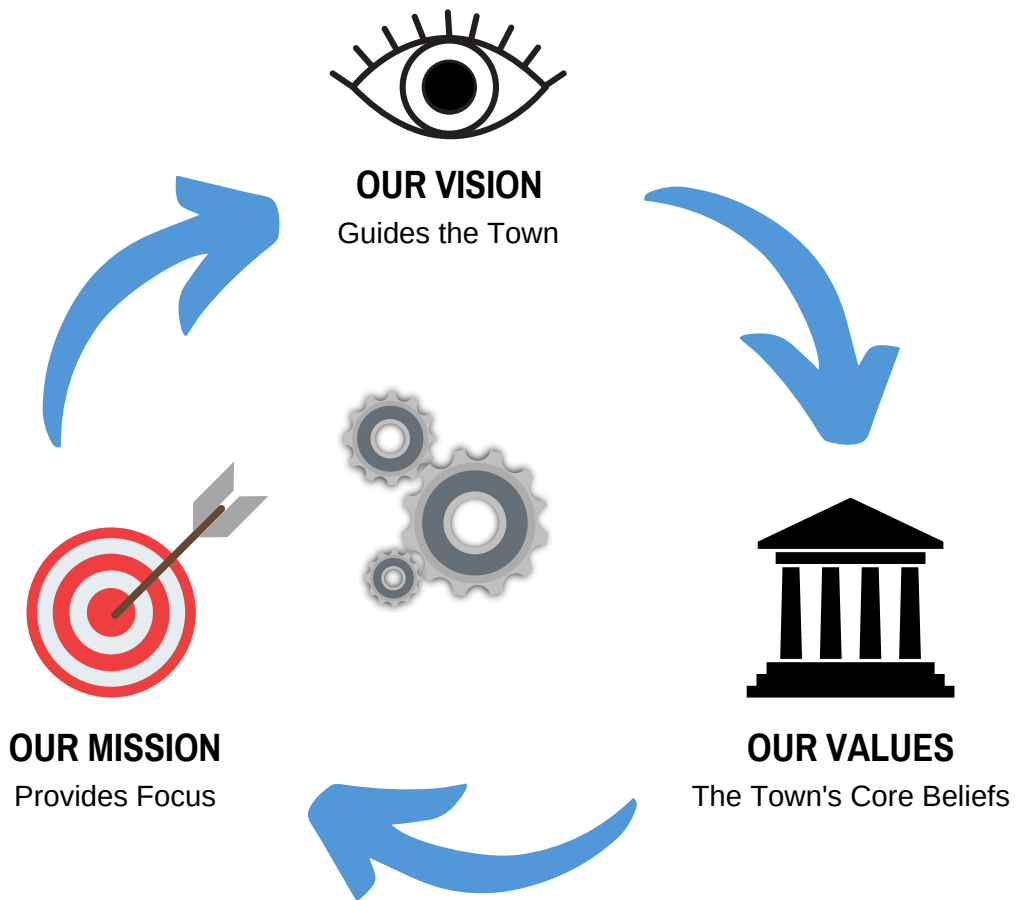 OUR VISION
Guides the Town
OUR MISSION
Provides Focus
OUR VALUES
The Town's Core Beliefs